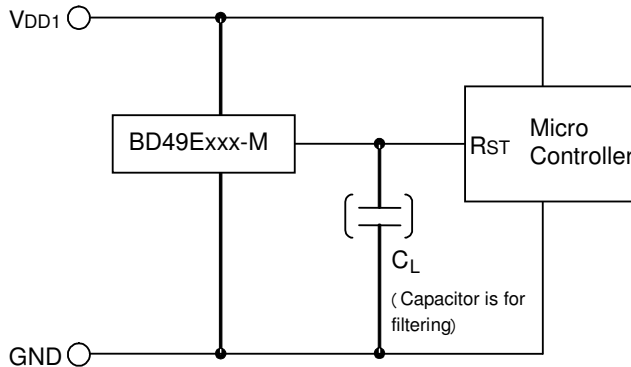 VDD1
BD49Exxx-M
RST
Micro
Controller
CL
( Capacitor is for
filtering)
GND